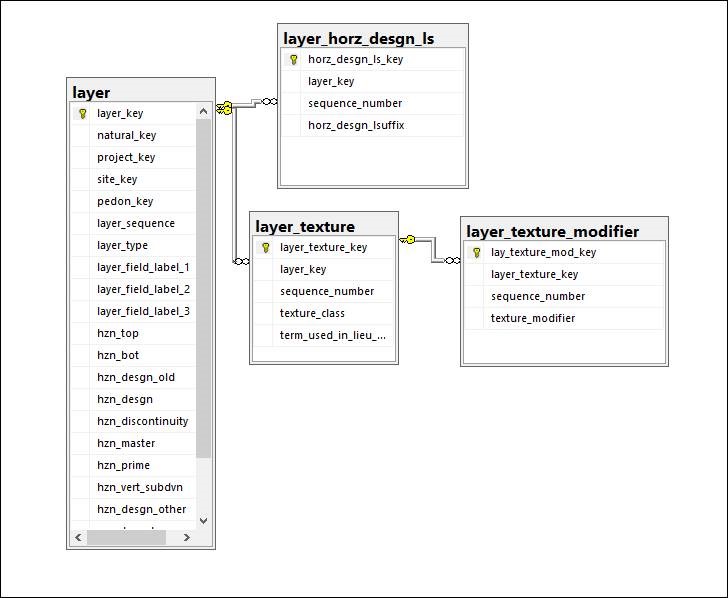 layer
layer_key
natural_key
project_key
site_key
pedon_key
layer_sequence
layer_type
layer_field_label_1
layer_field_label_2
layer_field_label_3
hzn_top
hzn_bot
hzn_desgn_old
hzn_desgn
hzn_discontinuity
hzn_master
hzn_prime
hzn_vert_subdvn
hzn_desgn_other
layer_horz_desgn_ls
horz_desgn_ls_key
layer_key
sequence_number
horz_desgn_lsuffix
layer_texture
layer_texture_key
layer_key
sequence_number
texture_class
term_used_in_lieu_...
layer_texture_modifier
lay_texture_mod_key
layer_texture_key
sequence_number
texture_modifier